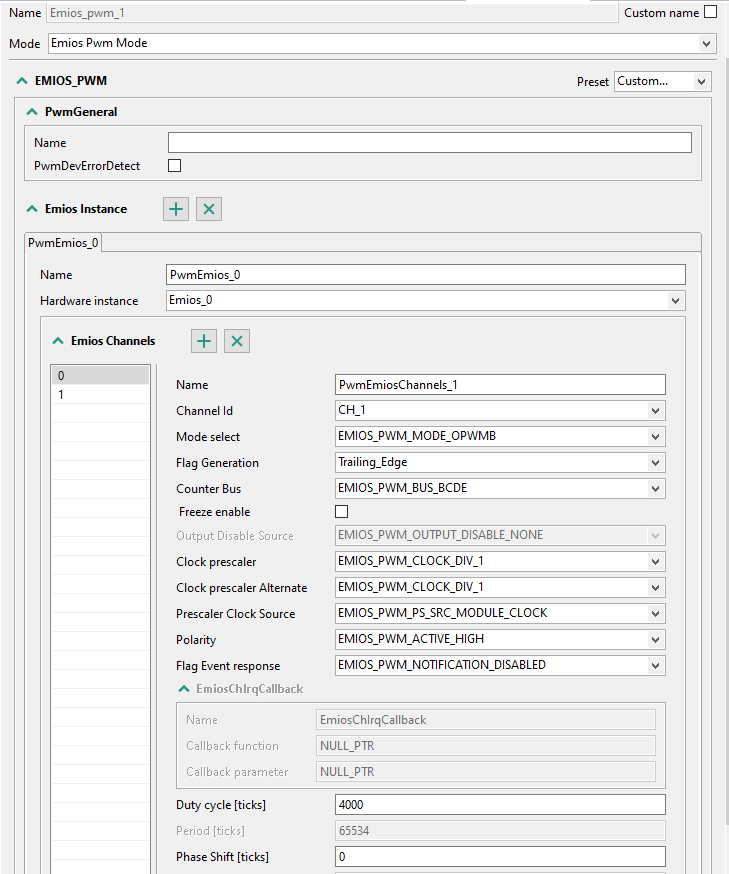 Name Emios_pwm_1 Custom name
Mode Emios Pwm Mode
EMIOS_PWM Preset Custom...
PwmGeneral
Name
PwmDevErrorDetect
Emios Instance
PwmEmios_0
Name PwmEmios_0
Hardware instance Emios_0
Emios Channels
0
1
Name PwmEmiosChannels_1
Channel Id CH_1
Mode select EMIOS_PWM_MODE_OPWMB
Flag Generation Trailing_Edge
Counter Bus EMIOS_PWM_BUS_BCDE
Freeze enable
Output Disable Source EMIOS_PWM_OUTPUT_DISABLE_NONE
Clock prescaler EMIOS_PWM_CLOCK_DIV_1
Clock prescaler Alternate EMIOS_PWM_CLOCK_DIV_1
Prescaler Clock Source EMIOS_PWM_PS_SRC_MODULE_CLOCK
Polarity EMIOS_PWM_ACTIVE_HIGH
Flag Event response EMIOS_PWM_NOTIFICATION_DISABLED
EmiosChIrqCallback
Name EmiosChIrqCallback
Callback function NULL_PTR
Callback parameter NULL_PTR
Duty cycle [ticks] 4000
Period [ticks] 65534
Phase Shift [ticks] 0